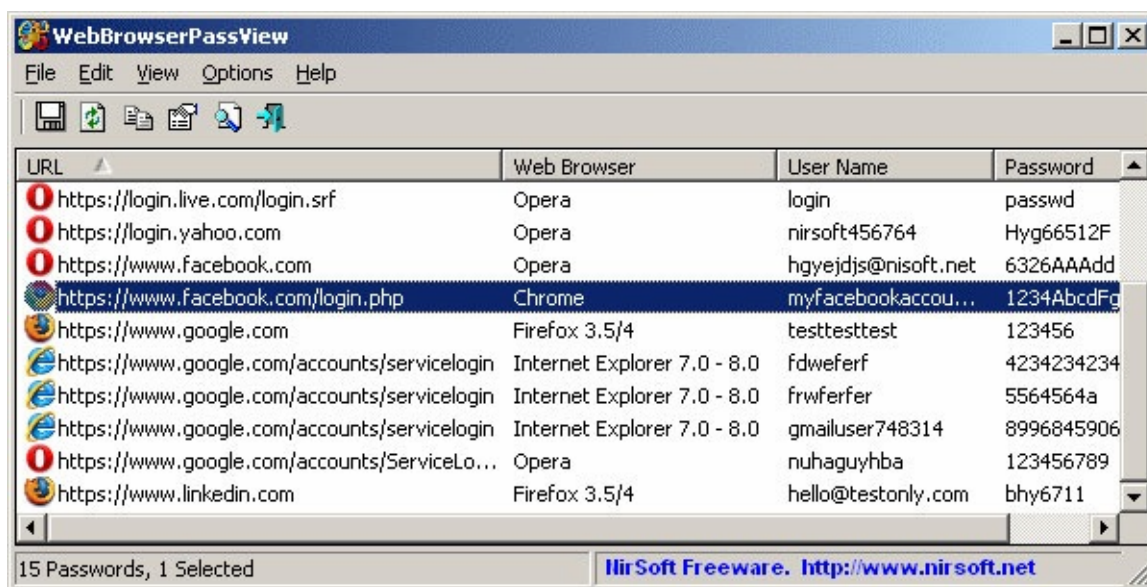 WebBrowserPassView
File Edit View Options Help
URL Web Browser User Name Password
https://login.live.com/login.srf Opera login passwd
https://login.yahoo.com Opera nirsoft456764 Hyg66512F
https://www.facebook.com Opera hgyejdjs@nisoft.net 6326AAAdd
https://www.facebook.com/login.php Chrome myfacebookaccou... 1234AbcdFg
https://www.google.com Firefox 3.5/4 testtesttest 123456
https://www.google.com/accounts/servicelogin Internet Explorer 7.0 - 8.0 fdweferf 4234234234
https://www.google.com/accounts/servicelogin Internet Explorer 7.0 - 8.0 frwferfer 5564564a
https://www.google.com/accounts/servicelogin Internet Explorer 7.0 - 8.0 gmailuser748314 8996845906
https://www.google.com/accounts/ServiceLo... Opera nuhaguyhba 123456789
https://www.linkedin.com Firefox 3.5/4 hello@testonly.com bhy6711
15 Passwords, 1 Selected NirSoft Freeware. http://www.nirsoft.net